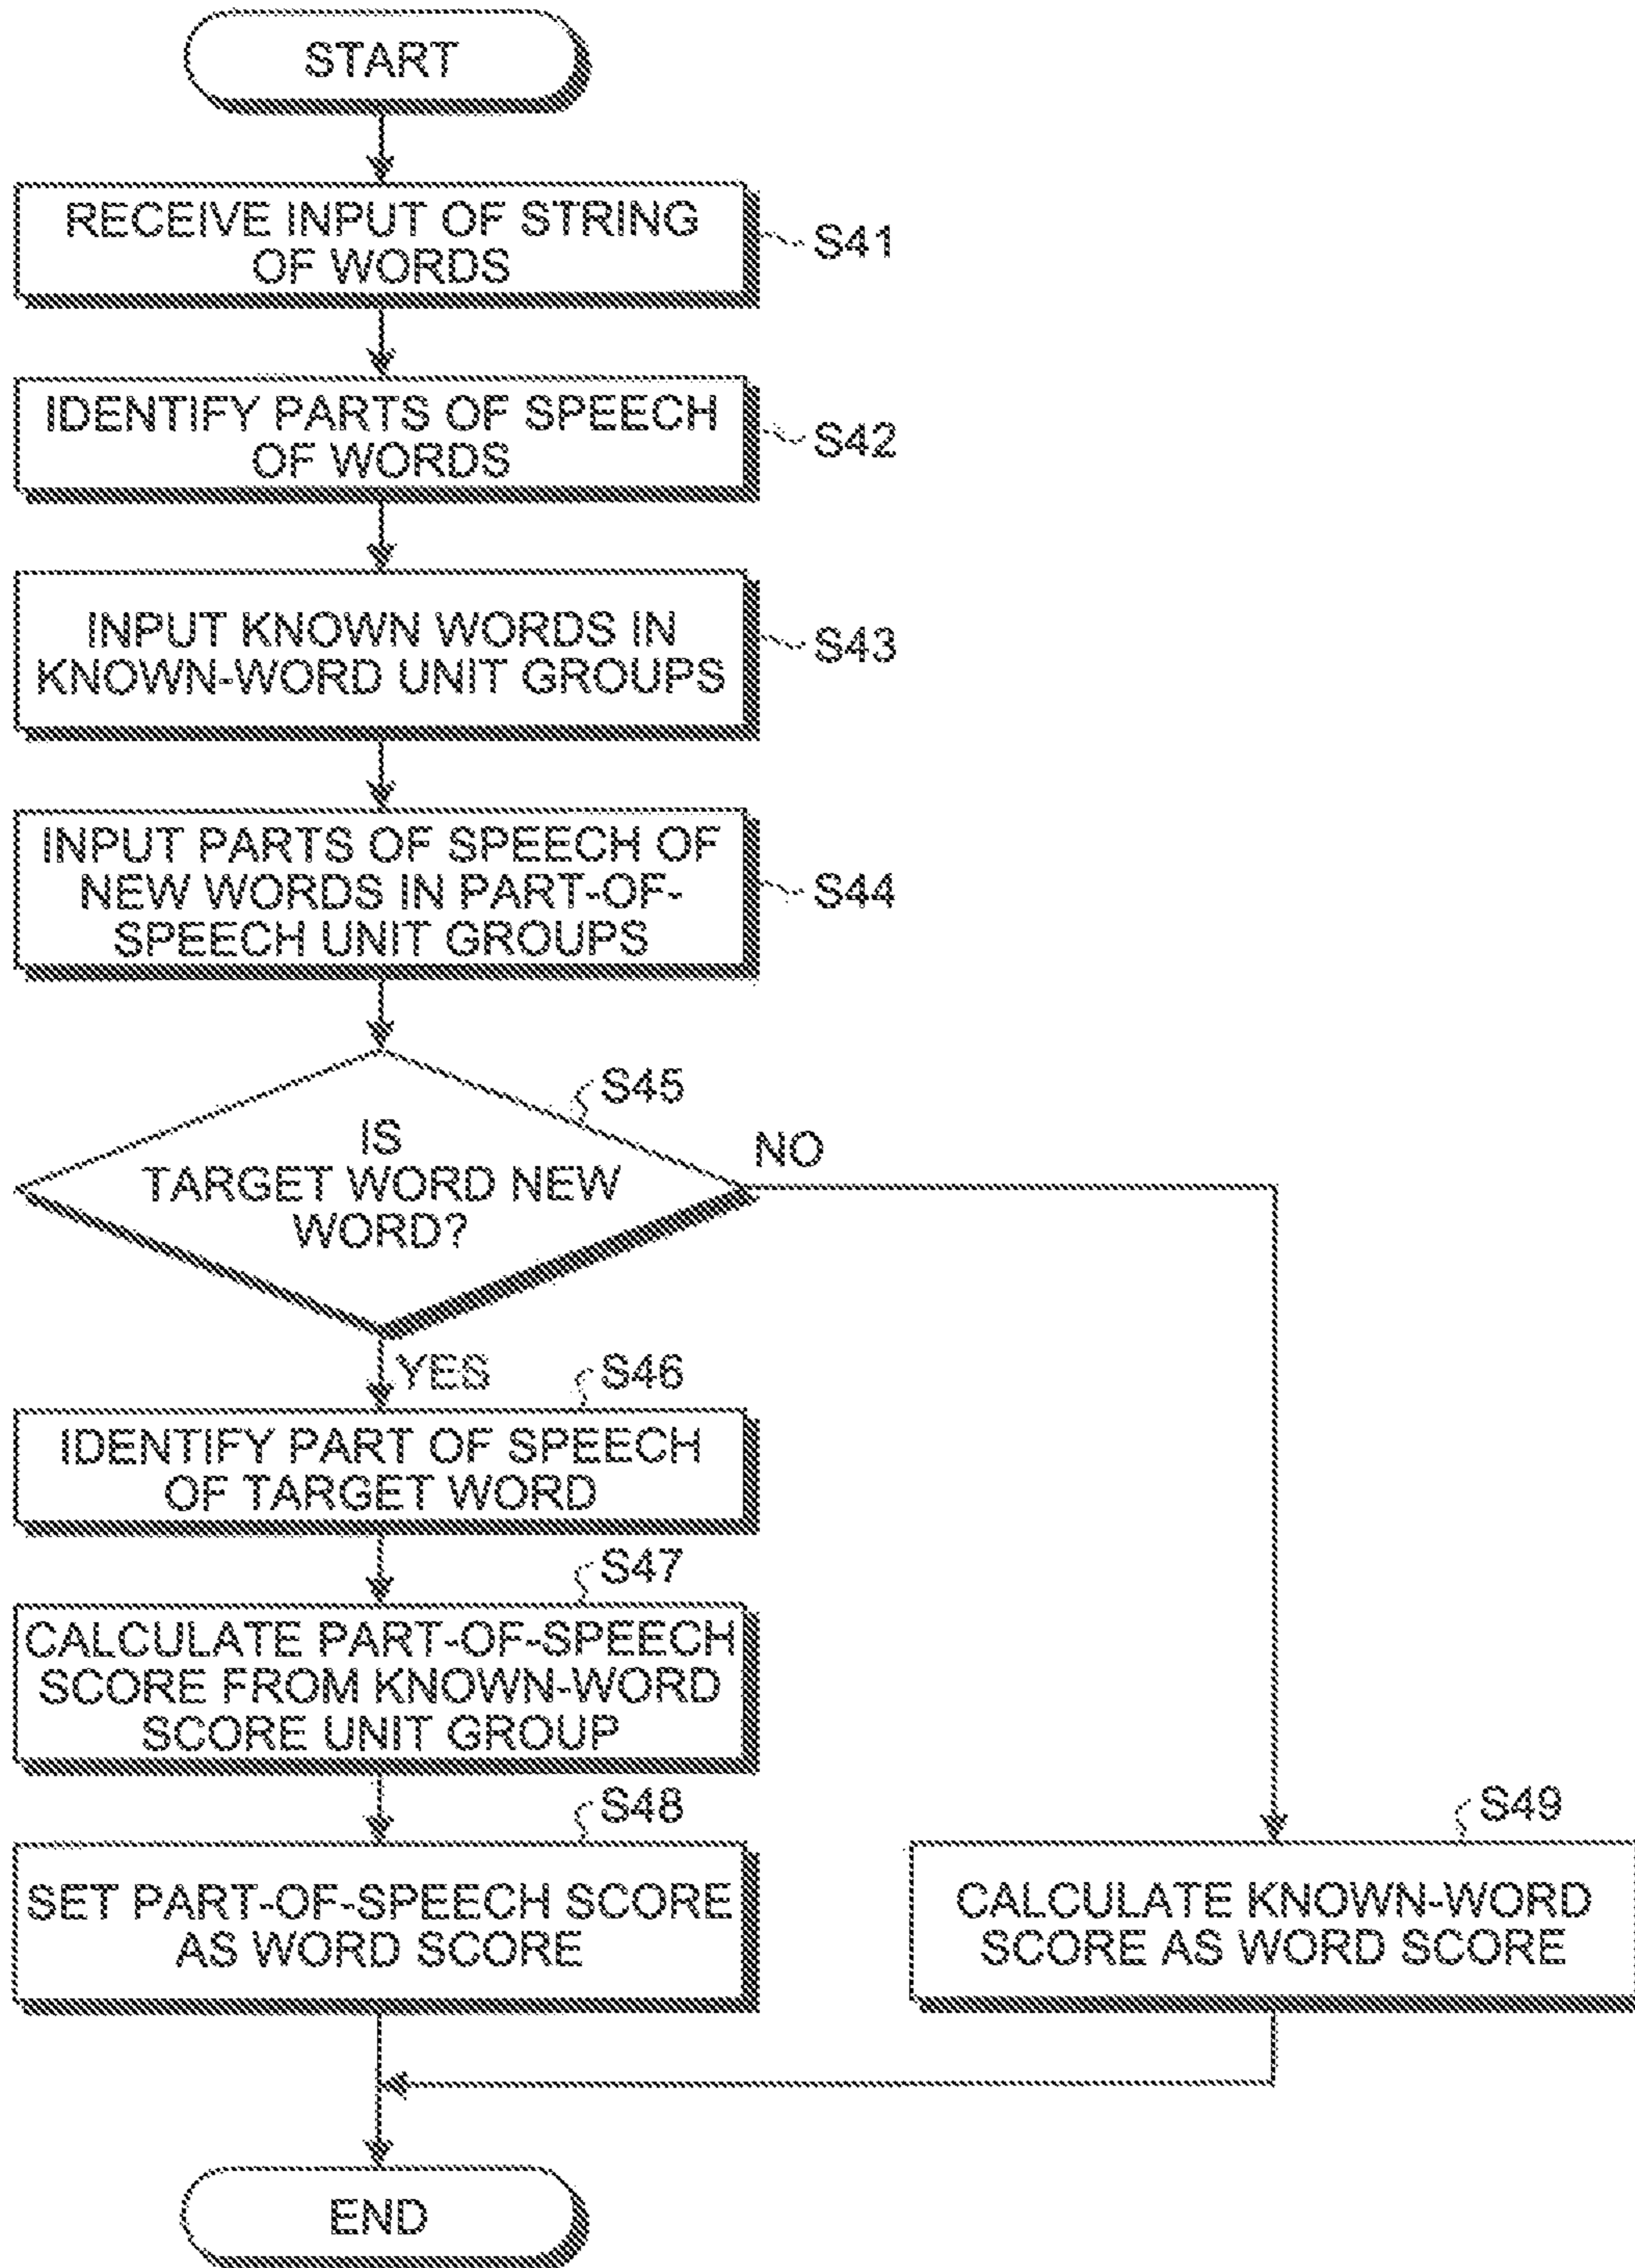 START
RECEIVE INPUT OF STRING
OF WORDS
S41
IDENTIFY PARTS OF SPEECH
OF WORDS
S42
INPUT KNOWN WORDS IN
KNOWN-WORD UNIT GROUPS
S43
INPUT PARTS OF SPEECH OF
NEW WORDS IN PART-OF-
SPEECH UNIT GROUPS
S44
S45
IS
TARGET WORD NEW
WORD?
NO
YES
S46
IDENTIFY PART OF SPEECH
OF TARGET WORD
S47
CALCULATE PART-OF-SPEECH
SCORE FROM KNOWN-WORD
SCORE UNIT GROUP
S48
SET PART-OF-SPEECH SCORE
AS WORD SCORE
S49
CALCULATE KNOWN-WORD
SCORE AS WORD SCORE
END